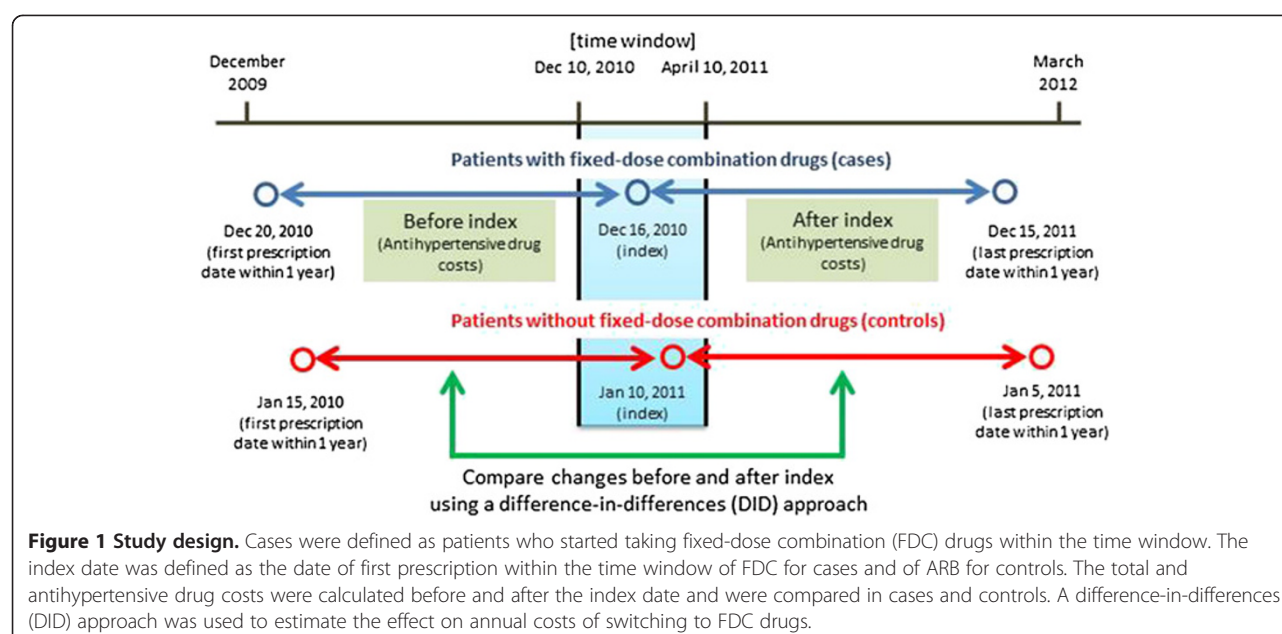 [time window]
December
2009
Dec 10, 2010
April 10, 2011
March
2012
Patients with fixed-dose combination drugs (cases)
Before index
(Antihypertensive drug
costs)
After index
(Antihypertensive drug
costs)
Dec 20, 2010
(first prescription
date within 1 year)
Dec 16, 2010
(index)
Dec 15, 2011
(last prescription
date within 1 year)
Patients without fixed-dose combination drugs (controls)
Jan 15, 2010
(first prescription
date within 1 year)
Jan 10, 2011
(index)
Jan 5, 2011
(last prescription
date within 1 year)
Compare changes before and after index
using a difference-in-differences (DID) approach
Figure 1 Study design. Cases were defined as patients who started taking fixed-dose combination (FDC) drugs within the time window. The
index date was defined as the date of first prescription within the time window of FDC for cases and of ARB for controls. The total and
antihypertensive drug costs were calculated before and after the index date and were compared in cases and controls. A difference-in-differences
(DID) approach was used to estimate the effect on annual costs of switching to FDC drugs.